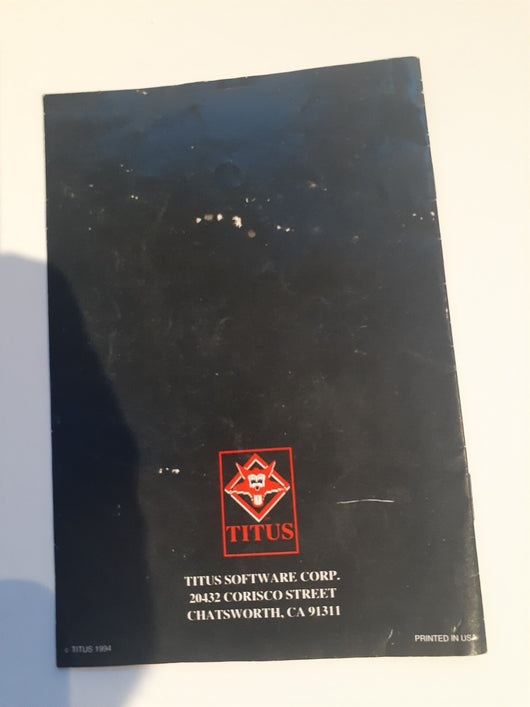 TITUS
TITUS SOFTWARE CORP.
20432 CORISCO STREET
CHATSWORTH, CA 91311
© TITUS 1994
PRINTED IN USA